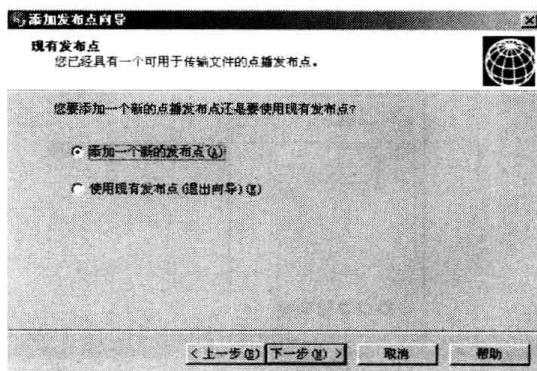 添加发布点向导
现有发布点
您已经具有一个可用于传输文件的点播发布点。
您要添加一个新的点播发布点还是要使用现有发布点?
添加一个新的发布点(A)
使用现有发布点(退出向导)(E)
<上一步(B) 下一步(N) > 取消 帮助